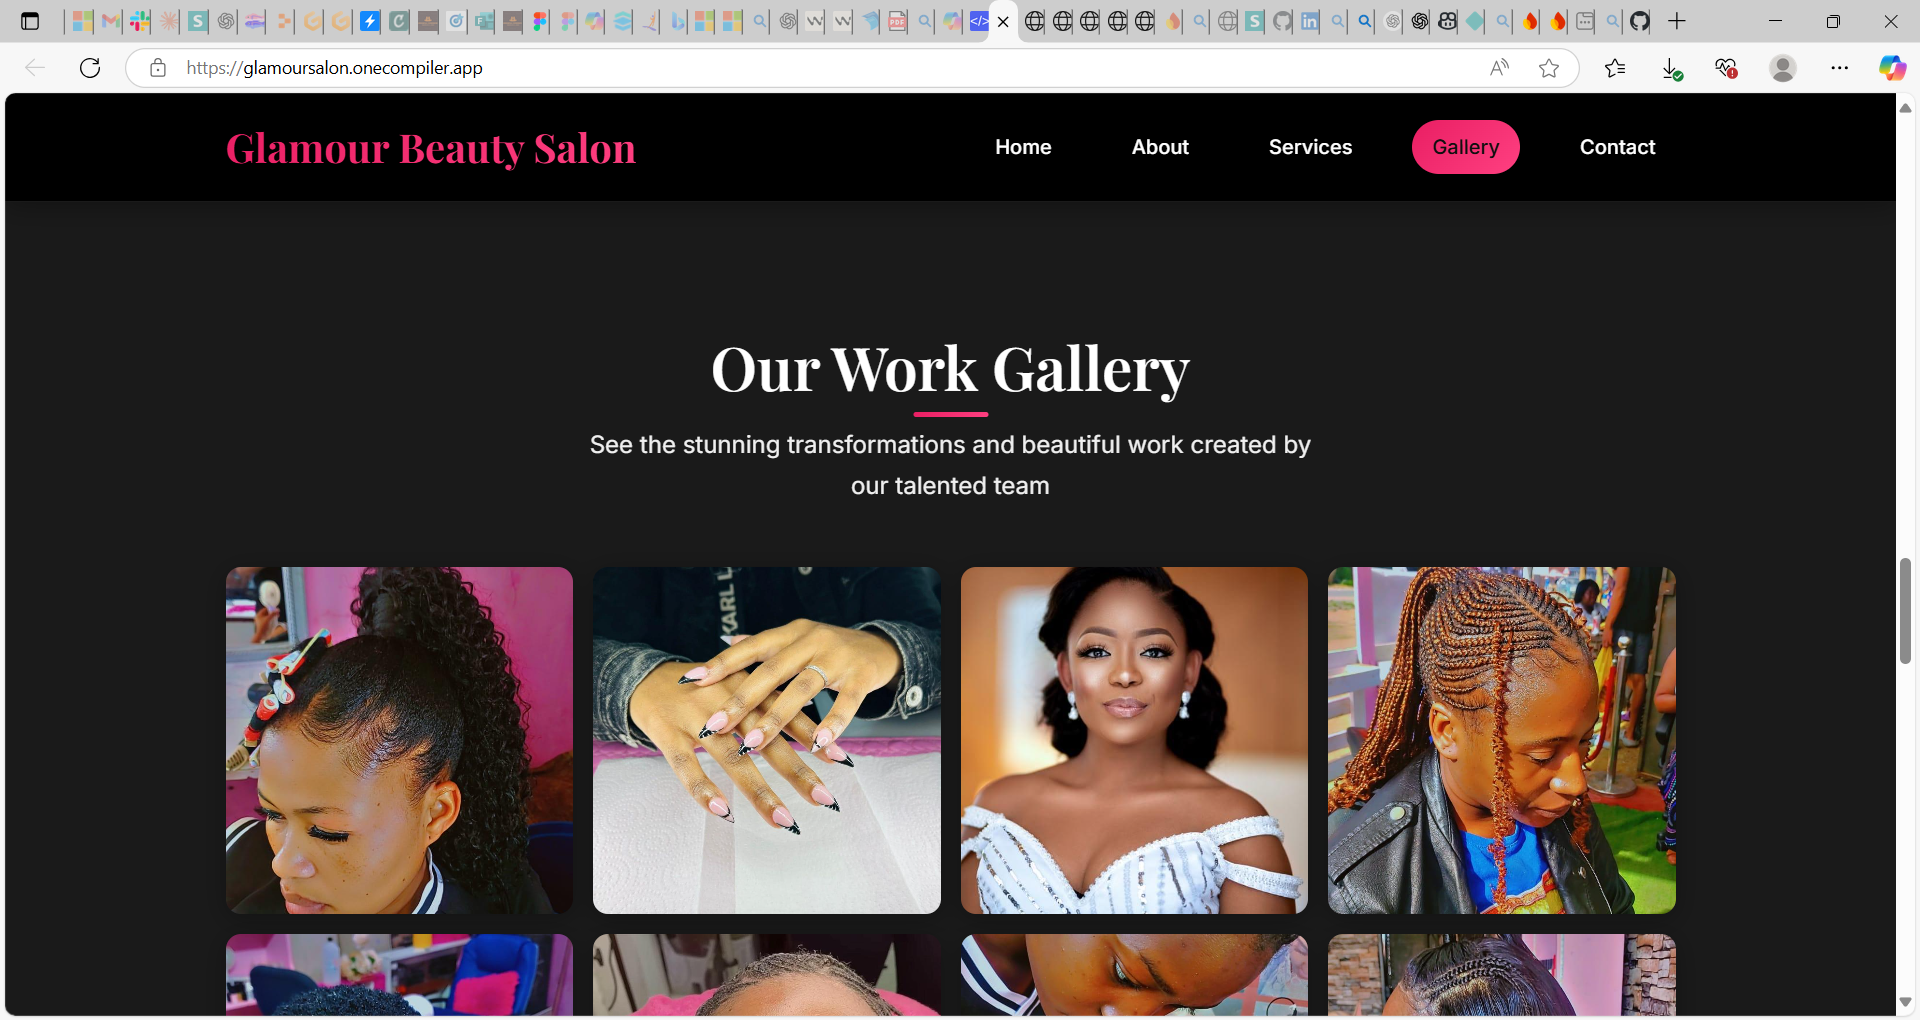 https://glamoursalon.onecompiler.app
Glamour Beauty Salon
Home
About
Services
Gallery
Contact
Our Work Gallery
See the stunning transformations and beautiful work created by
our talented team
KARL L